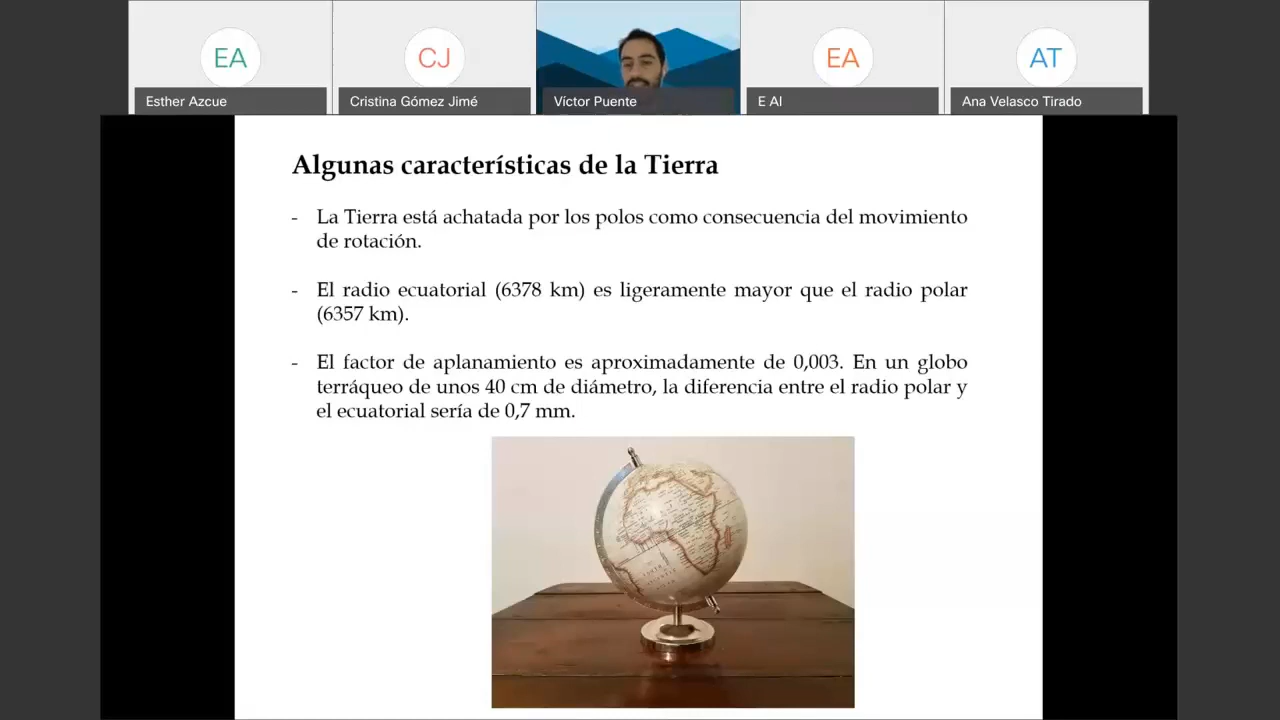 EA
CJ
EA
AT
Esther Azcue
Cristina Gómez Jimé
Víctor Puente
E Al
Ana Velasco Tirado
Algunas características de la Tierra
- La Tierra está achatada por los polos como consecuencia del movimiento
de rotación.
- El radio ecuatorial (6378 km) es ligeramente mayor que el radio polar
(6357 km).
- El factor de aplanamiento es aproximadamente de 0,003. En un globo
terráqueo de unos 40 cm de diámetro, la diferencia entre el radio polar y
el ecuatorial sería de 0,7 mm.